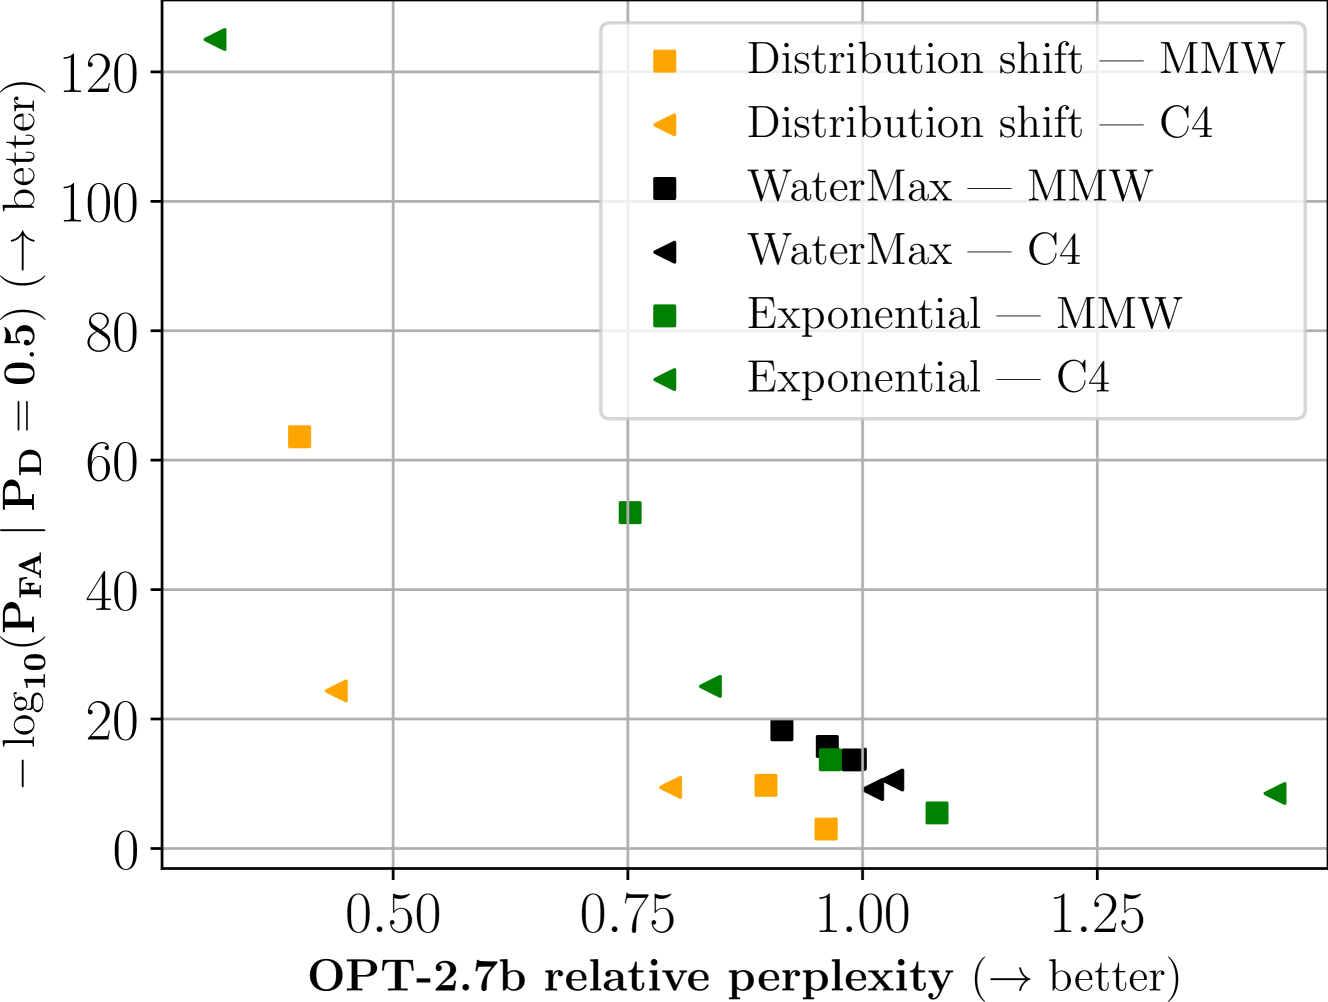 − log10(PFA | PD = 0.5) (→ better)
120
100
80
60
40
20
0
Distribution shift — MMW
Distribution shift — C4
WaterMax — MMW
WaterMax — C4
Exponential — MMW
Exponential — C4
0.50 0.75 1.00 1.25
OPT-2.7b relative perplexity (→ better)